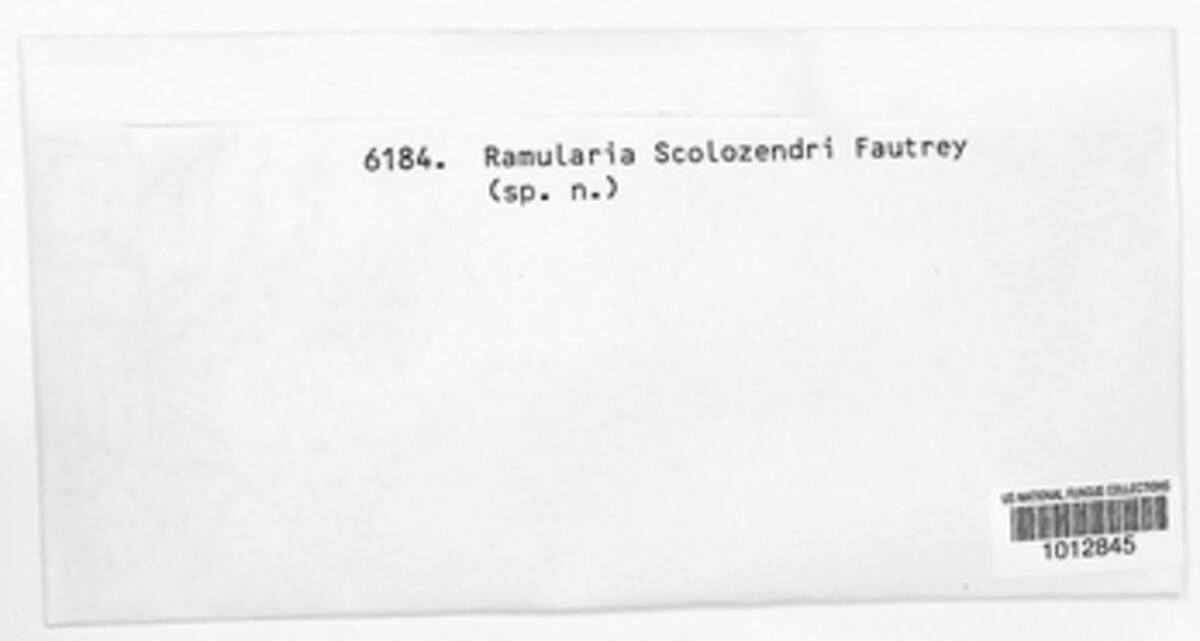 6184. Ramularia Scolozendri Fautrey
(sp. n.)
US NATIONAL FUNGUS COLLECTIONS
1012845